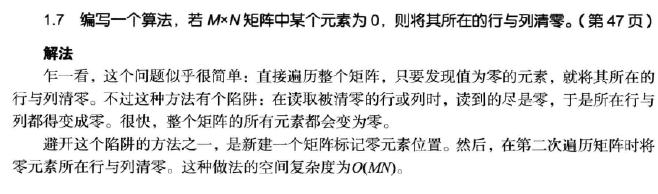 1.7 编写一个算法，若M×N矩阵中某个元素为0，则将其所在的行与列清零。（第47页）
解法
乍一看，这个问题似乎很简单：直接遍历整个矩阵，只要发现值为零的元素，就将其所在的
行与列清零。不过这种方法有个陷阱：在读取被清零的行或列时，读到的尽是零，于是所在行与
列都得变成零。很快，整个矩阵的所有元素都会变为零。
避开这个陷阱的方法之一，是新建一个矩阵标记零元素位置。然后，在第二次遍历矩阵时将
零元素所在行与列清零。这种做法的空间复杂度为O(MN)。